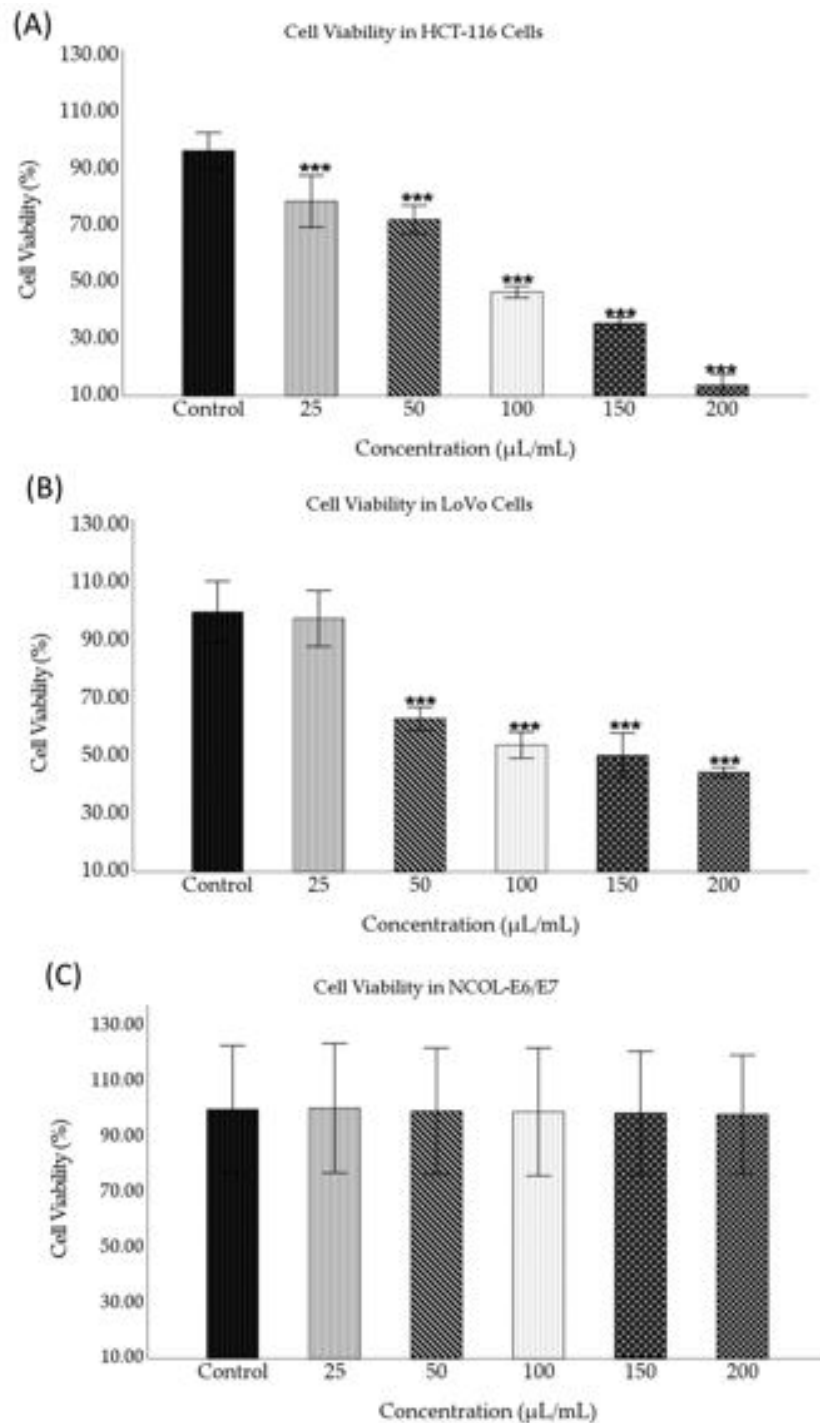 (A)
Cell Viability in HCT-116 Cells
130.00
110.00
90.00
70.00
50.00
30.00
10.00
Cell Viability (%)
***
***
***
***
***
Control 25 50 100 150 200
Concentration (μL/mL)
(B)
Cell Viability in LoVo Cells
130.00
110.00
90.00
70.00
50.00
30.00
10.00
Cell Viability (%)
***
***
***
***
Control 25 50 100 150 200
Concentration (μL/mL)
(C)
Cell Viability in NCOL-E6/E7
130.00
110.00
90.00
70.00
50.00
30.00
10.00
Cell Viability (%)
Control 25 50 100 150 200
Concentration (μL/mL)